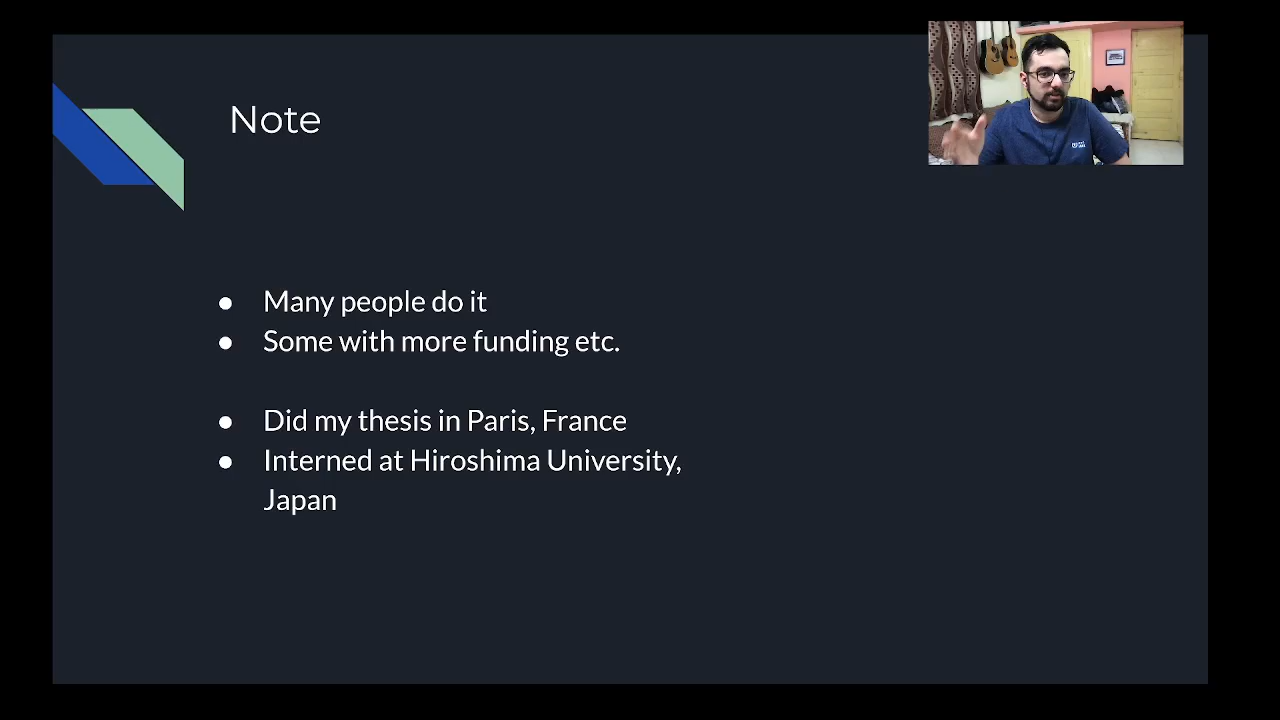 Note
● Many people do it
● Some with more funding etc.
● Did my thesis in Paris, France
● Interned at Hiroshima University,
Japan